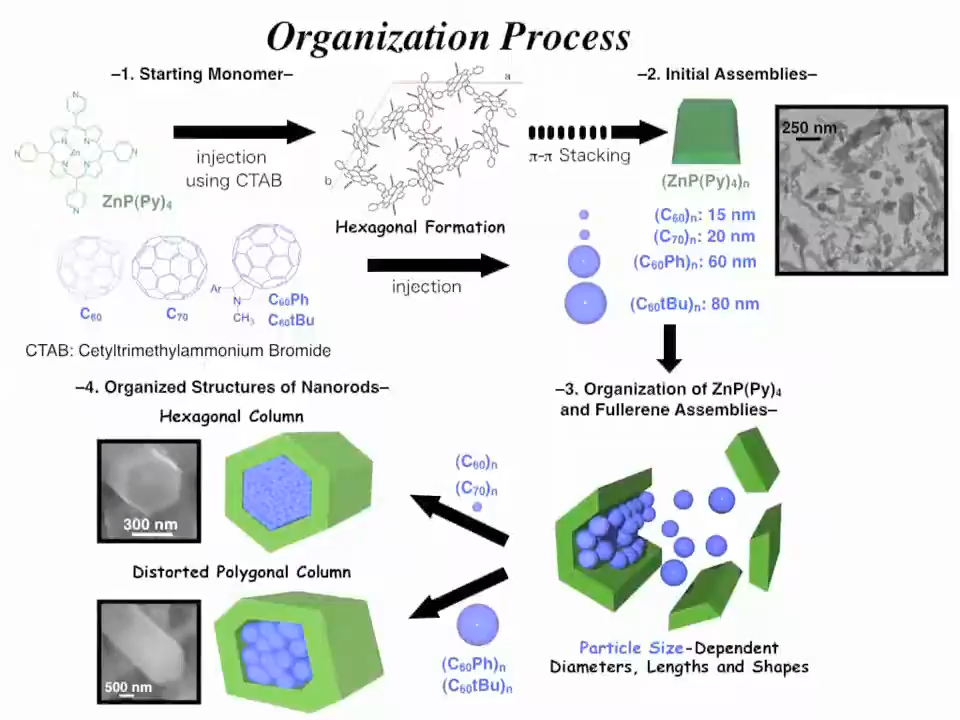 Organization Process
–1. Starting Monomer–
N
N
N
N
N
N
N
N
Zn
ZnP(Py)₄
injection
using CTAB
a
b
Hexagonal Formation
–2. Initial Assemblies–
π-π Stacking
(ZnP(Py)₄)n
250 nm
(C₆₀)n: 15 nm
(C₇₀)n: 20 nm
(C₆₀Ph)n: 60 nm
(C₆₀tBu)n: 80 nm
injection
C₆₀
C₇₀
Ar
N
CH₃
C₆₀Ph
C₆₀tBu
CTAB: Cetyltrimethylammonium Bromide
–3. Organization of ZnP(Py)₄
and Fullerene Assemblies–
Particle Size-Dependent
Diameters, Lengths and Shapes
–4. Organized Structures of Nanorods–
Hexagonal Column
300 nm
(C₆₀)n
(C₇₀)n
Distorted Polygonal Column
500 nm
(C₆₀Ph)n
(C₆₀tBu)n